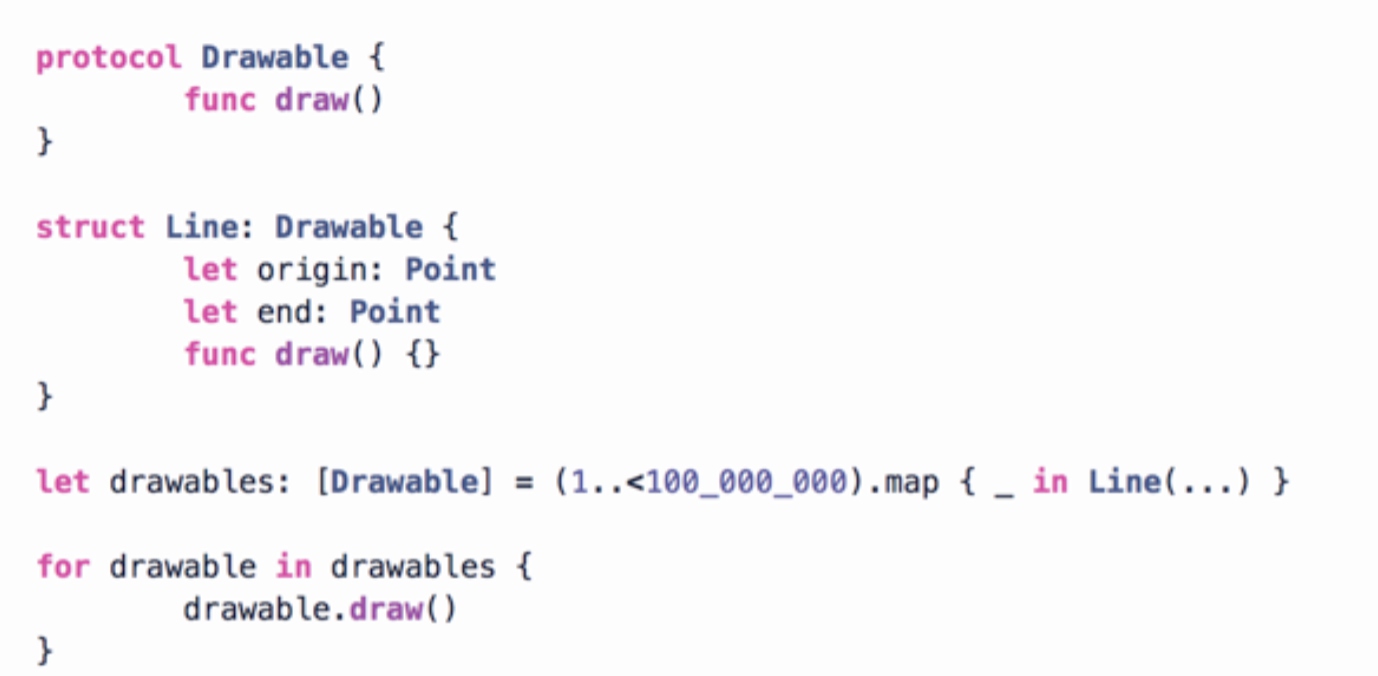 protocol Drawable {
        func draw()
}

struct Line: Drawable {
        let origin: Point
        let end: Point
        func draw() {}
}

let drawables: [Drawable] = (1..<100_000_000).map { _ in Line(...) }

for drawable in drawables {
        drawable.draw()
}